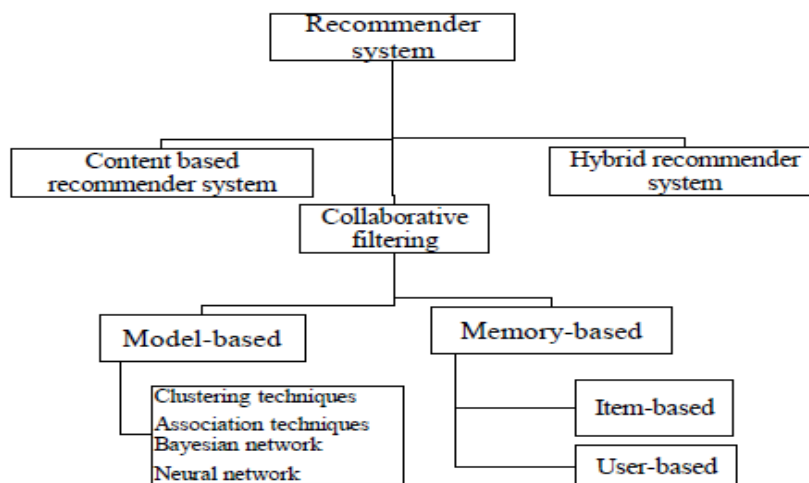 Recommender
system
Content based
recommender system
Hybrid recommender
system
Collaborative
filtering
Model-based
Memory-based
Clustering techniques
Association techniques
Bayesian network
Neural network
Item-based
User-based